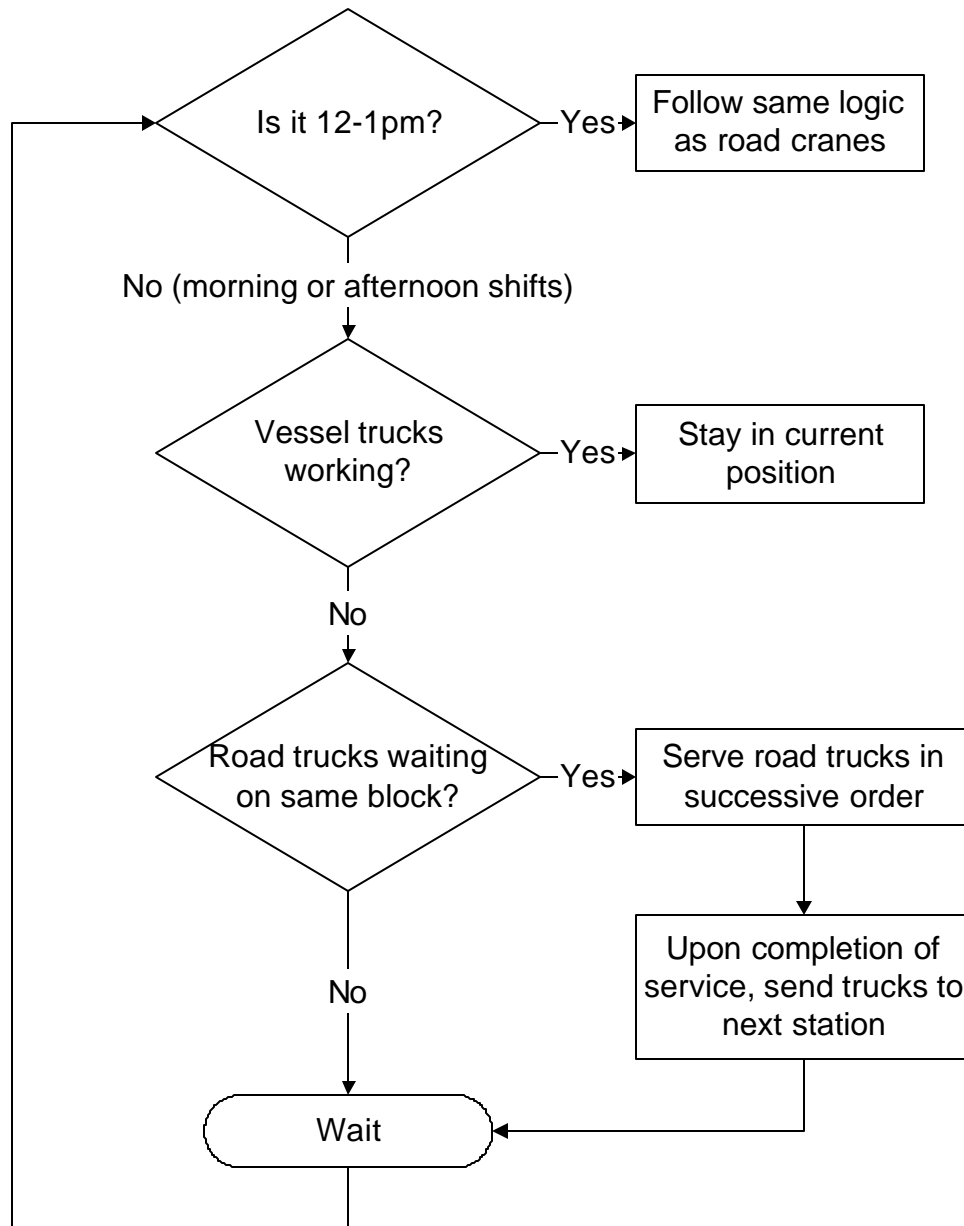 Is it 12-1pm?
Yes
Follow same logic
as road cranes
No (morning or afternoon shifts)
Vessel trucks
working?
Yes
Stay in current
position
No
Road trucks waiting
on same block?
Yes
Serve road trucks in
successive order
Upon completion of
service, send trucks to
next station
No
Wait